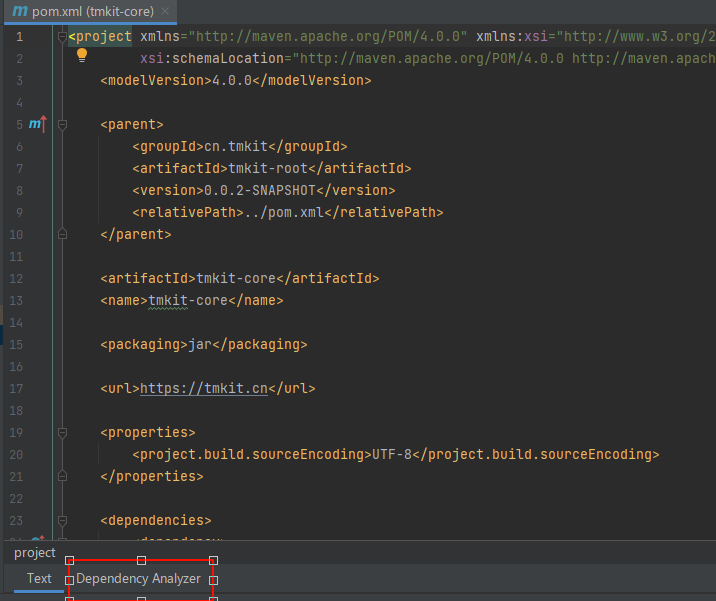 pom.xml (tmkit-core)
1 <project xmlns="http://maven.apache.org/POM/4.0.0" xmlns:xsi="http://www.w3.org/2
2 xsi:schemaLocation="http://maven.apache.org/POM/4.0.0 http://maven.apach
3 <modelVersion>4.0.0</modelVersion>
4
5 <parent>
6 <groupId>cn.tmkit</groupId>
7 <artifactId>tmkit-root</artifactId>
8 <version>0.0.2-SNAPSHOT</version>
9 <relativePath>../pom.xml</relativePath>
10 </parent>
11
12 <artifactId>tmkit-core</artifactId>
13 <name>tmkit-core</name>
14
15 <packaging>jar</packaging>
16
17 <url>https://tmkit.cn</url>
18
19 <properties>
20 <project.build.sourceEncoding>UTF-8</project.build.sourceEncoding>
21 </properties>
22
23 <dependencies>
project
Text Dependency Analyzer